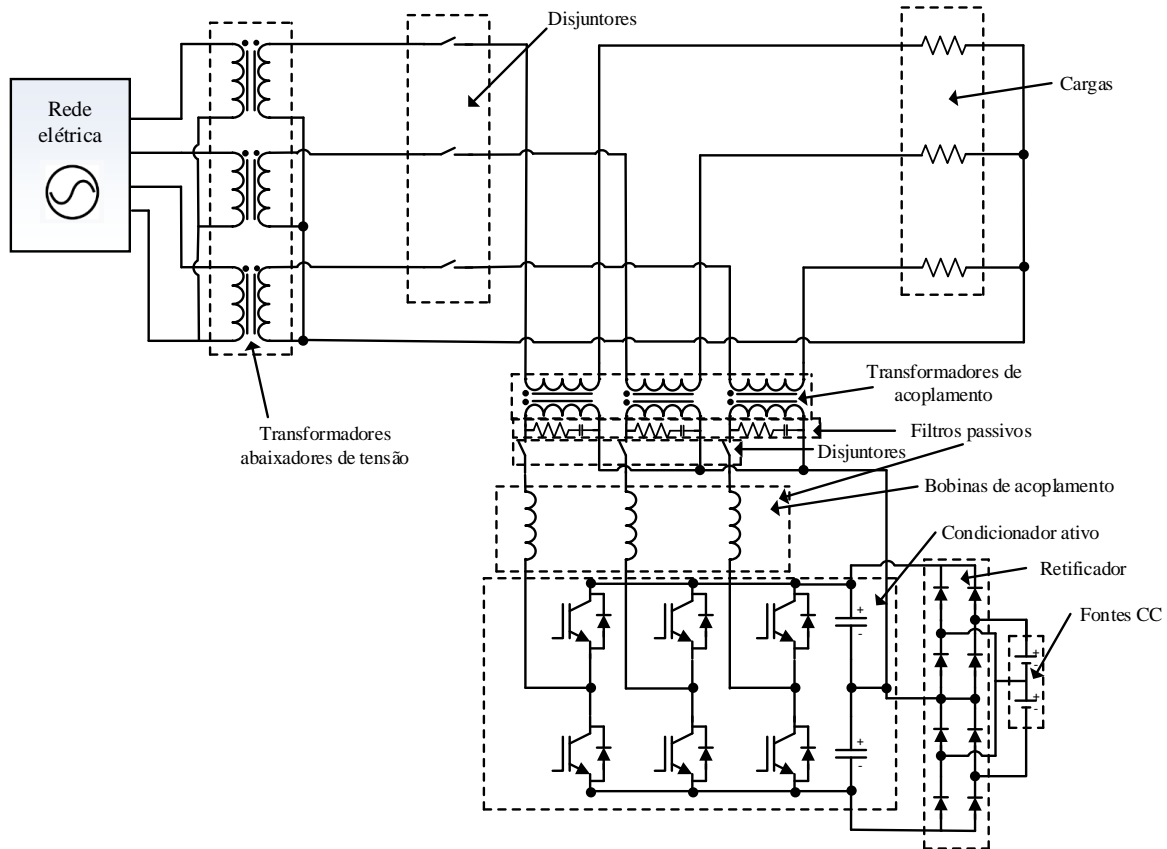 Disjuntores
Rede
elétrica
Cargas
Transformadores de
acoplamento
Transformadores
abaixadores de tensão
Filtros passivos
Disjuntores
Bobinas de acoplamento
Condicionador ativo
Retificador
Fontes CC
+
-
+
-
+
-
+
-